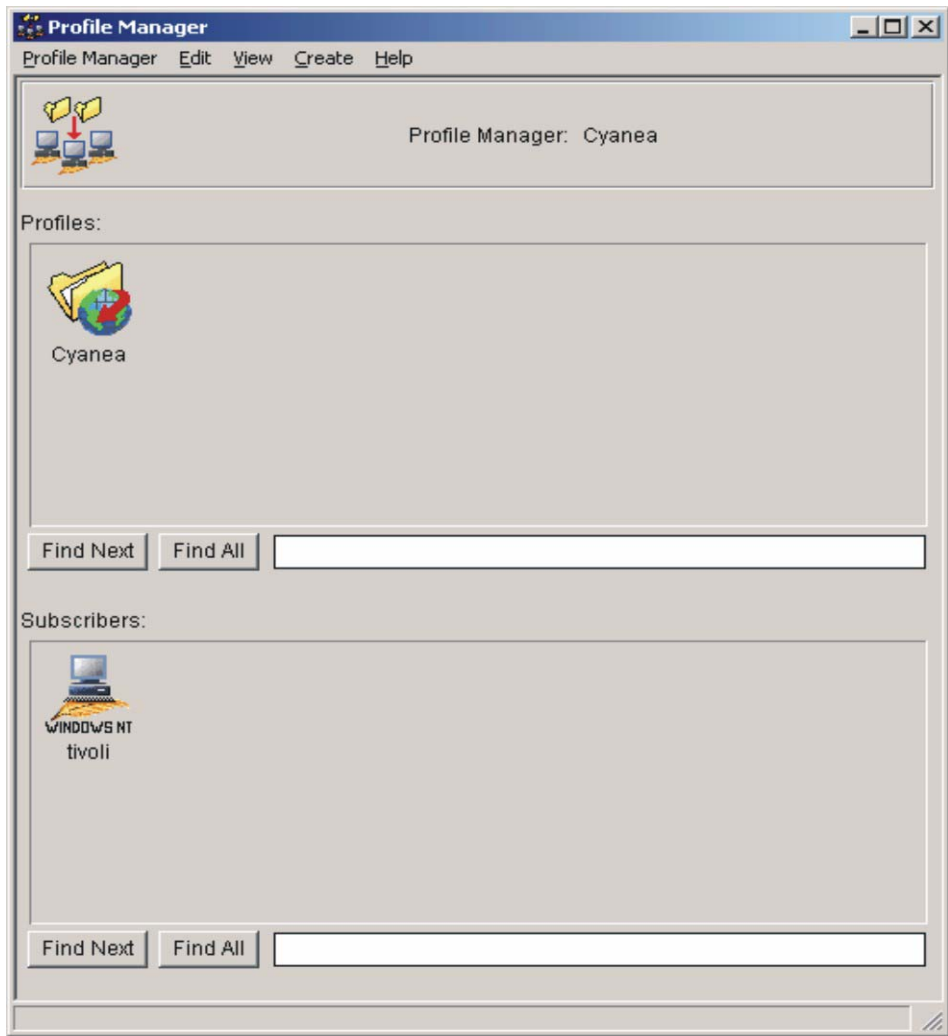 Profile Manager
Profile Manager Edit View Create Help
Profile Manager: Cyanea
Profiles:
Cyanea
Find Next Find All
Subscribers:
WINDOWS NT
tivoli
Find Next Find All